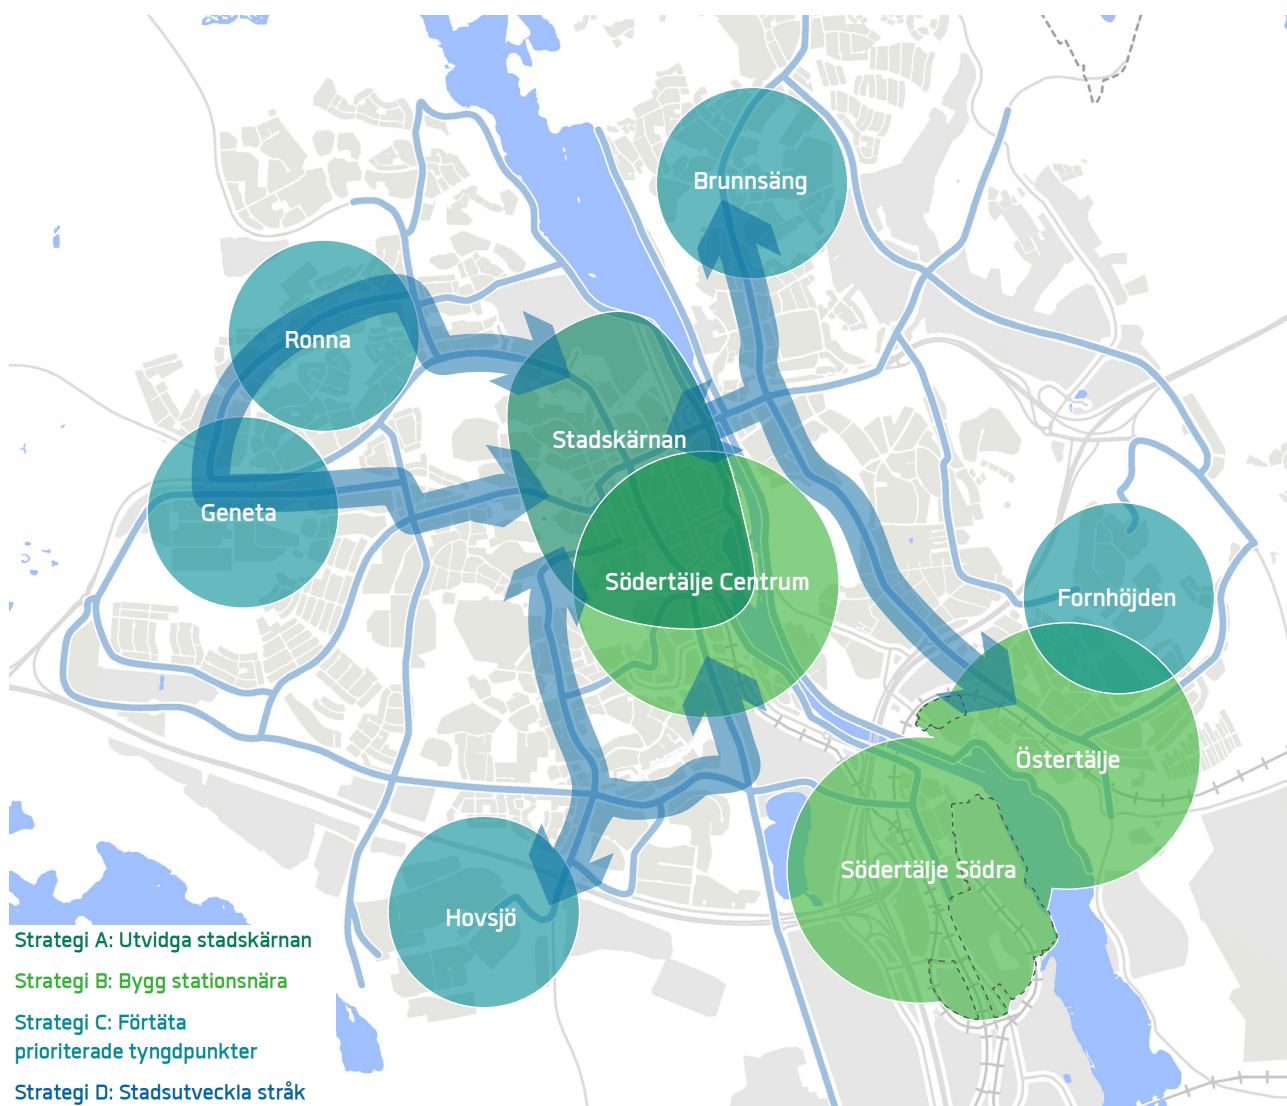 Brunnsäng
Ronna
Stadskärnan
Geneta
Södertälje Centrum
Fornhöjden
Östertälje
Södertälje Södra
Hovsjö
Strategi A: Utvidga stadskärnan
Strategi B: Bygg stationsnära
Strategi C: Förtäta
prioriterade tyngdpunkter
Strategi D: Stadsutveckla stråk